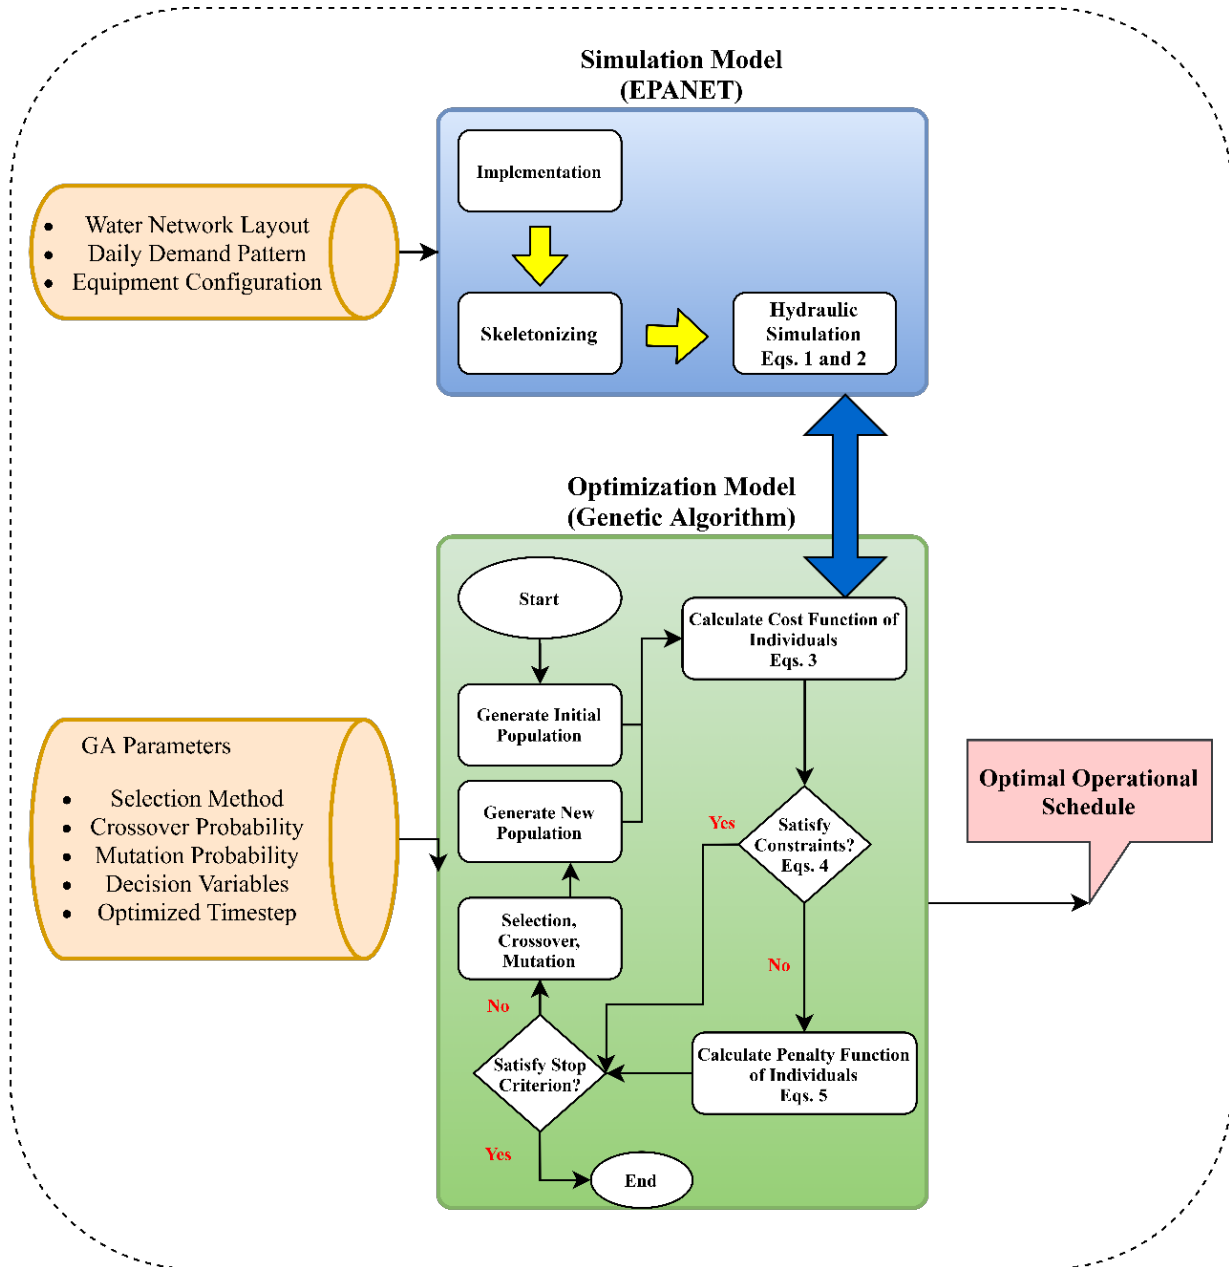 Simulation Model
(EPANET)
Implementation
Skeletonizing
Hydraulic
Simulation
Eqs. 1 and 2
• Water Network Layout
• Daily Demand Pattern
• Equipment Configuration
Optimization Model
(Genetic Algorithm)
Start
Generate Initial
Population
Generate New
Population
Selection,
Crossover,
Mutation
No
Satisfy Stop
Criterion?
Yes
End
Calculate Cost Function of
Individuals
Eqs. 3
Yes
Satisfy
Constraints?
Eqs. 4
No
Calculate Penalty Function
of Individuals
Eqs. 5
GA Parameters
• Selection Method
• Crossover Probability
• Mutation Probability
• Decision Variables
• Optimized Timestep
Optimal Operational
Schedule